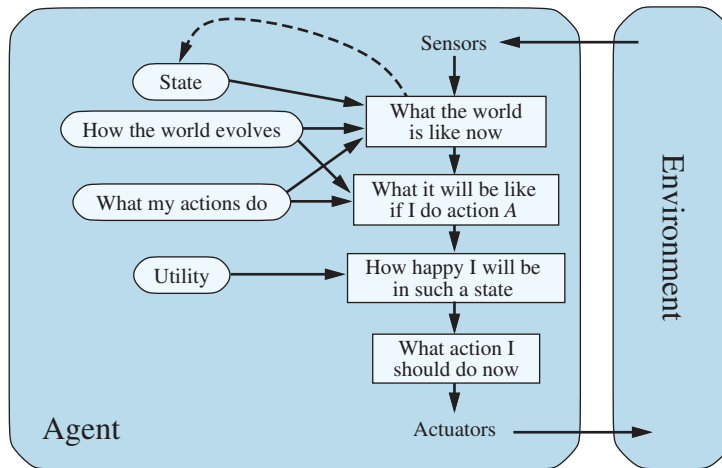 Sensors
State
What the world
is like now
How the world evolves
What my actions do
What it will be like
if I do action A
Utility
How happy I will be
in such a state
What action I
should do now
Agent
Actuators
Environment